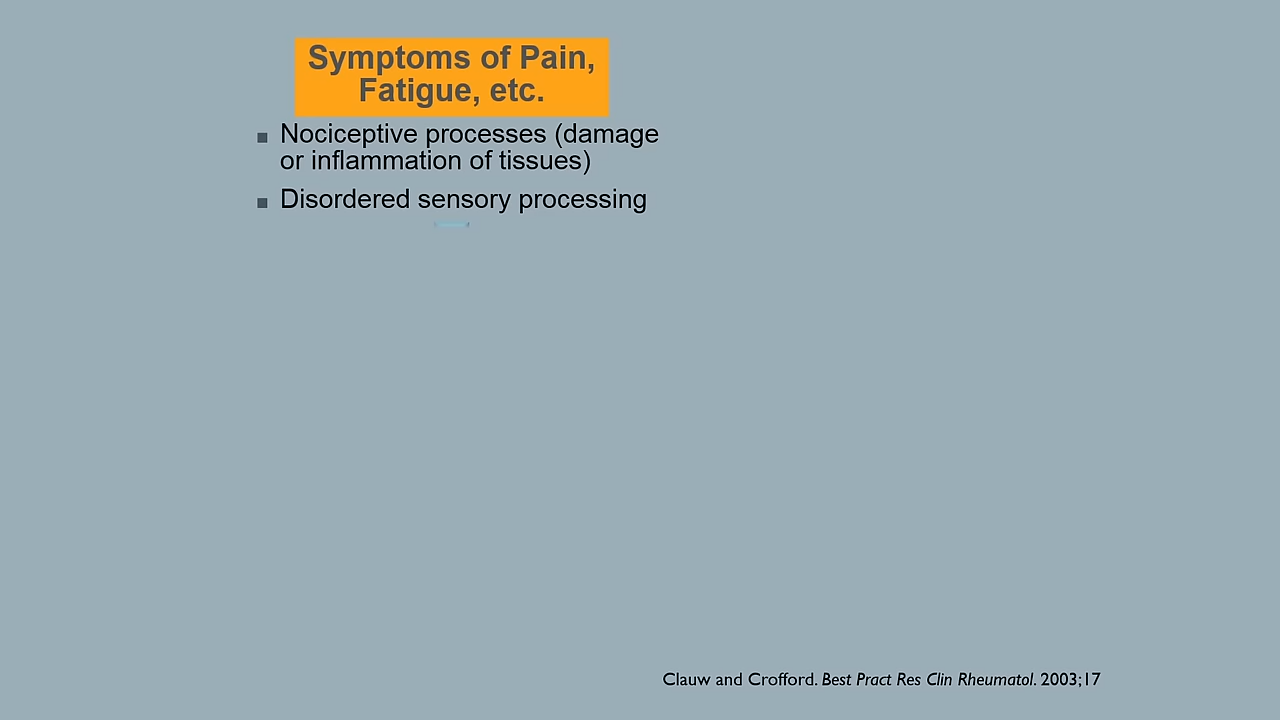 Symptoms of Pain,
Fatigue, etc.
▪ Nociceptive processes (damage
or inflammation of tissues)
▪ Disordered sensory processing
Clauw and Crofford. Best Pract Res Clin Rheumatol. 2003;17